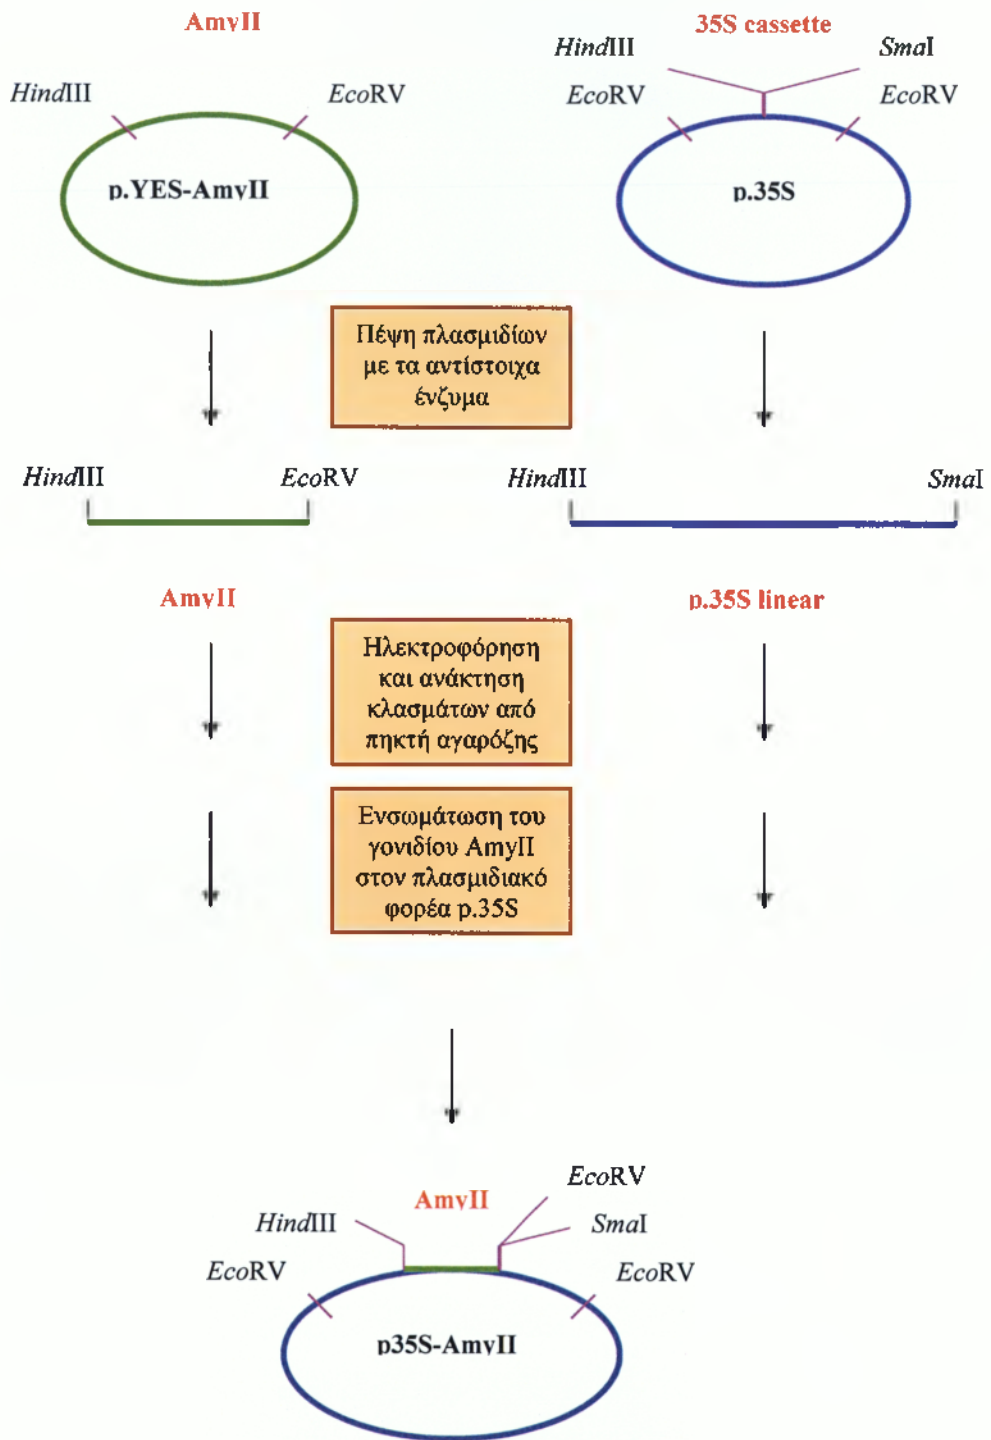 AmyII
35S cassette
HindIII
SmaI
HindIII
EcoRV
EcoRV
EcoRV
p.YES-AmyII
p.35S
Πέψη πλασμιδίων
με τα αντίστοιχα
ένζυμα
HindIII
EcoRV
HindIII
SmaI
AmyII
p.35S linear
Ηλεκτροφόρηση
και ανάκτηση
κλασμάτων από
πηκτή αγαρόζης
Ενσωμάτωση του
γονιδίου AmyII
στον πλασμιδιακό
φορέα p.35S
EcoRV
AmyII
HindIII
SmaI
EcoRV
EcoRV
p35S-AmyII